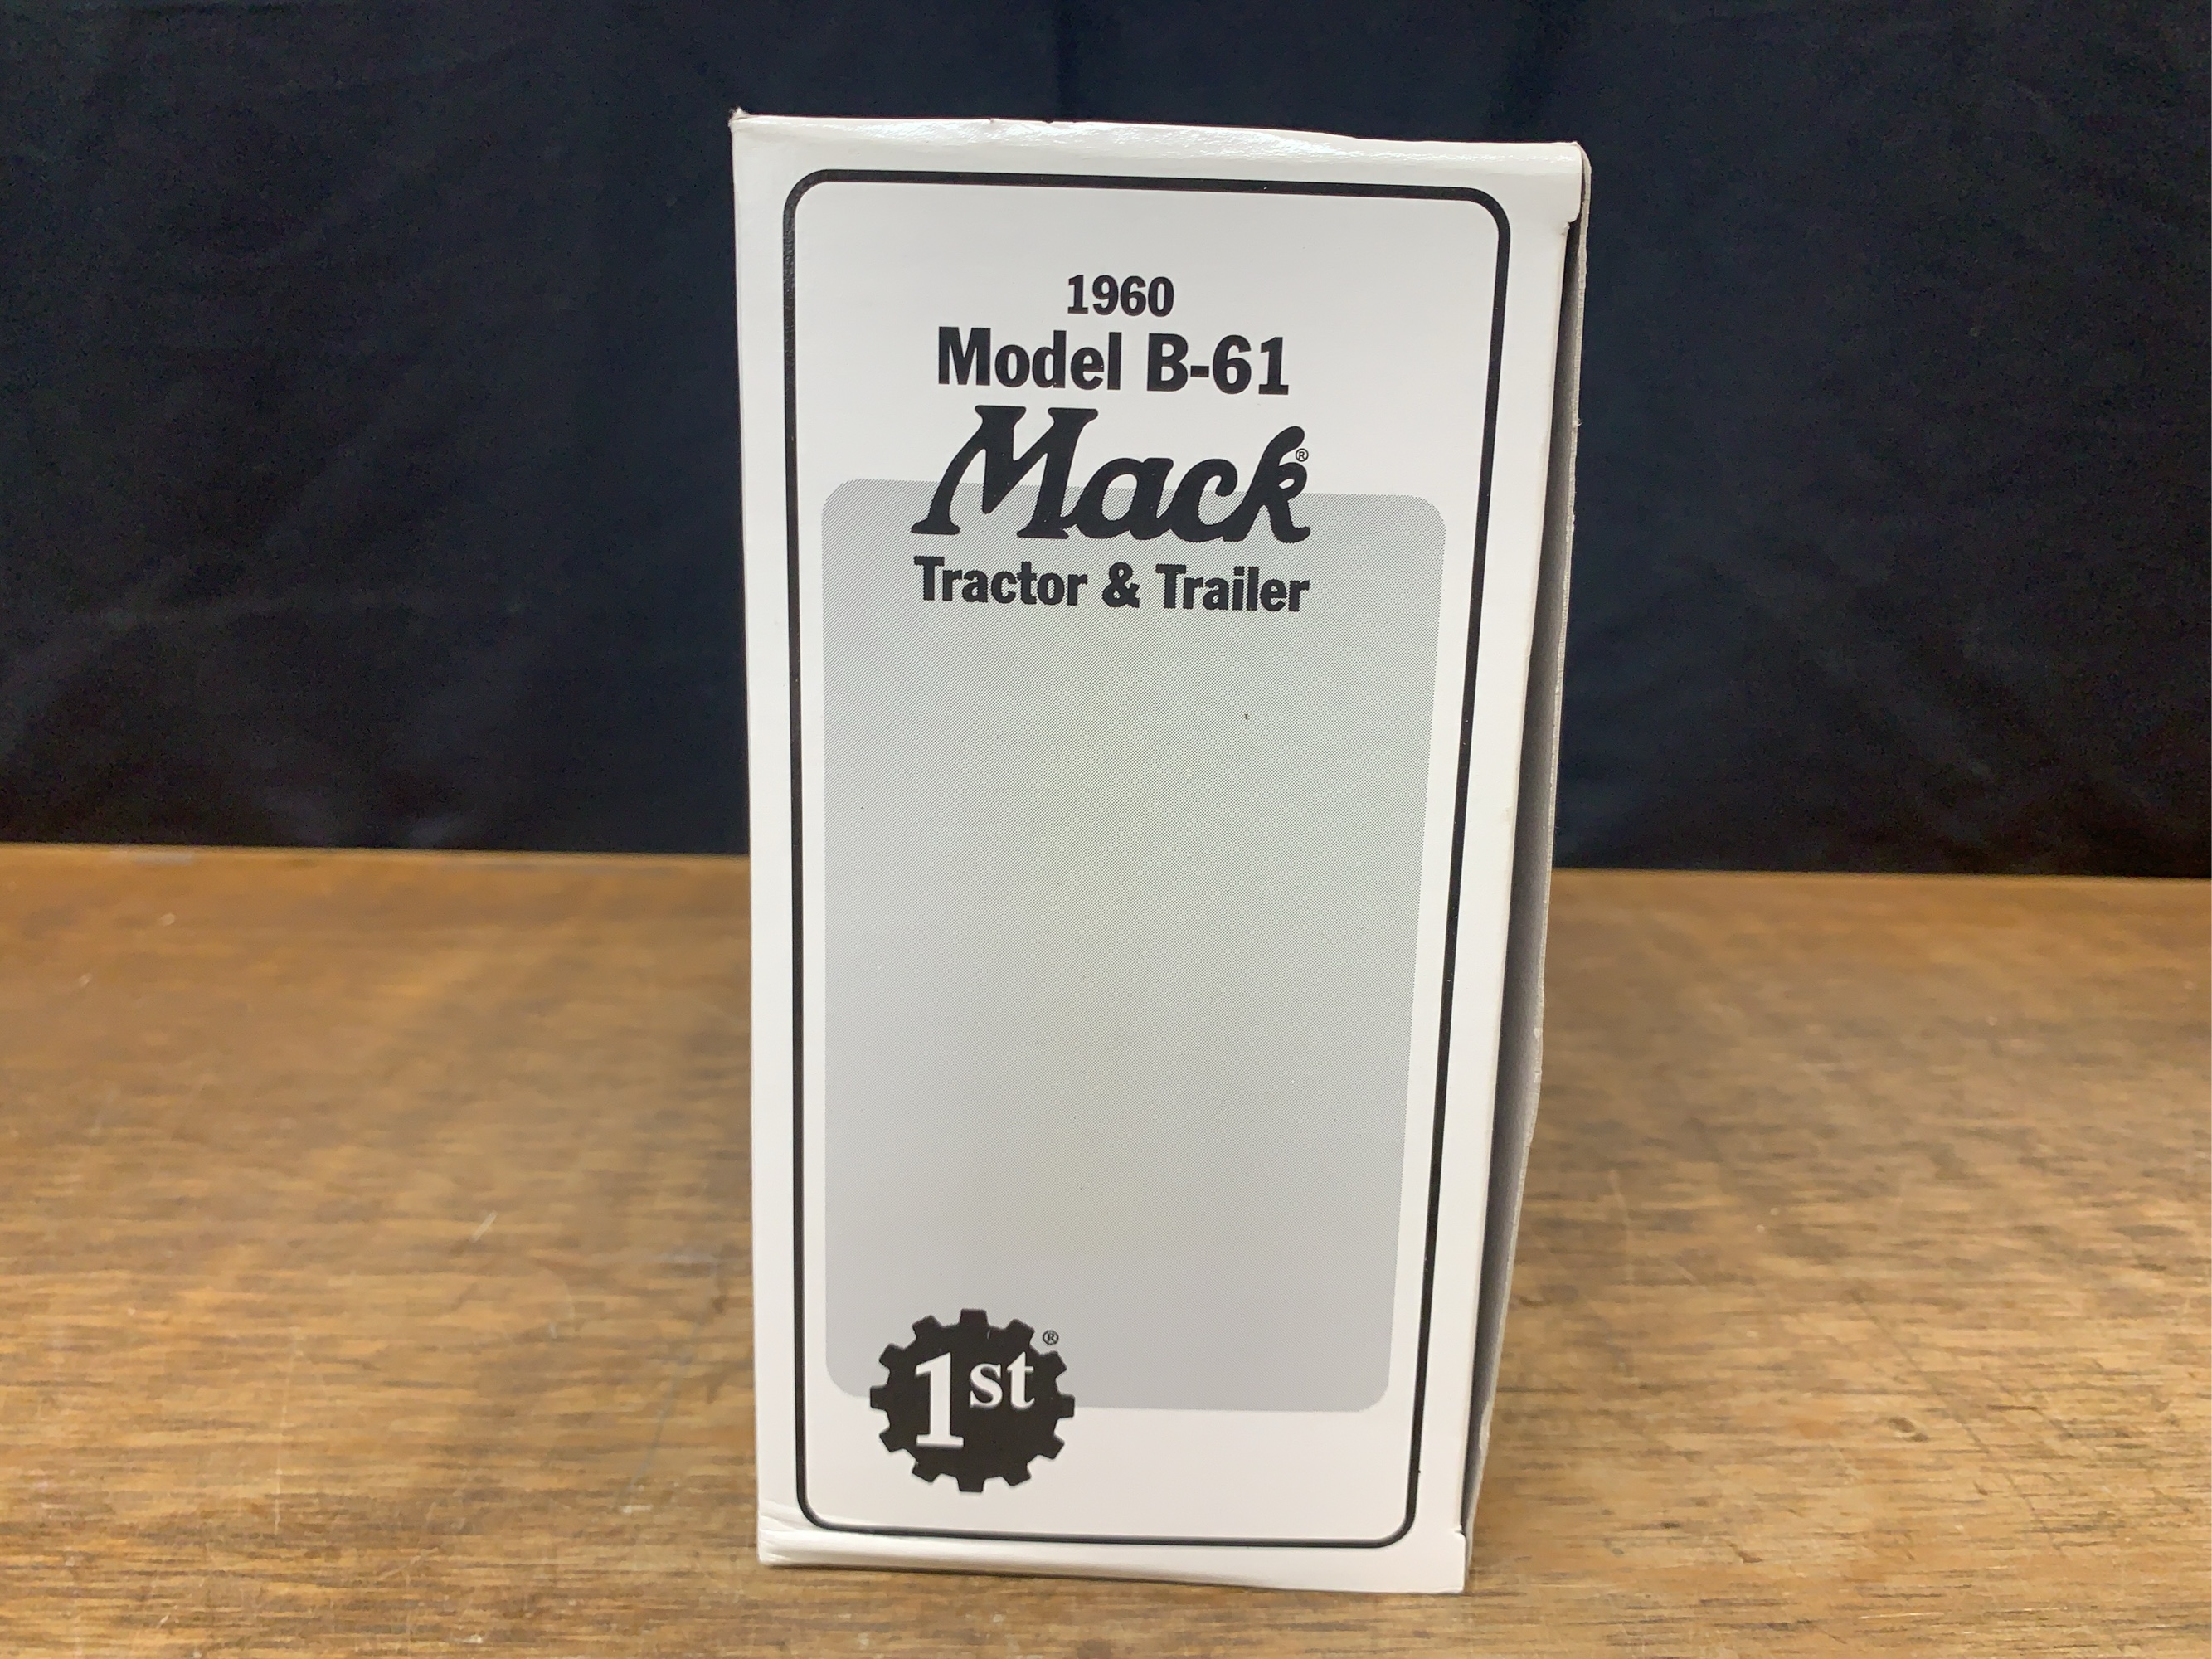 1960
Model B-61
Mack®
Tractor & Trailer
1st®